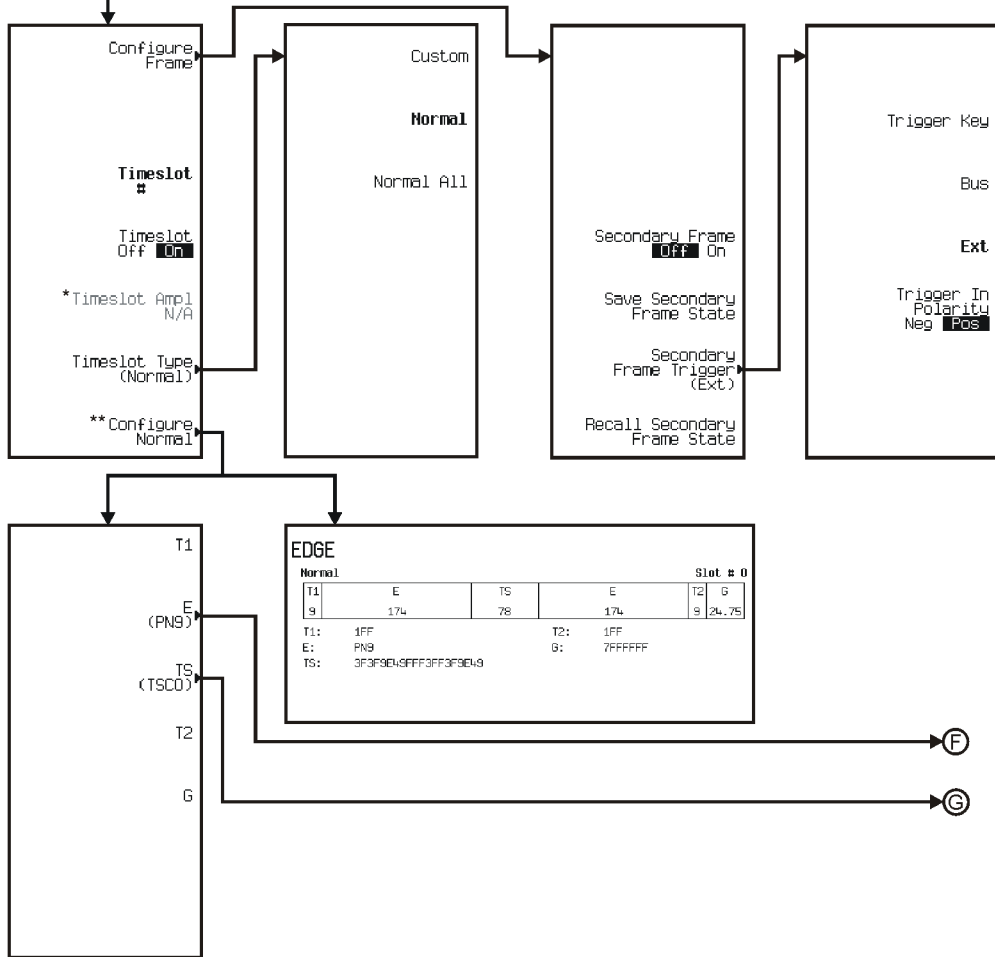 Configure
Frame
Timeslot
#
Timeslot
Off On
*Timeslot Ampl
N/A
Timeslot Type
(Normal)
**Configure
Normal
Custom
Normal
Normal All
Secondary Frame
Off On
Save Secondary
Frame State
Secondary
Frame Trigger
(Ext)
Recall Secondary
Frame State
Trigger Key
Bus
Ext
Trigger In
Polarity
Neg Pos
T1
E
(PN9)
TS
(TSC0)
T2
G
EDGE
Normal Slot # 0
T1 E TS E T2 G
9 174 78 174 9 24.75
T1: 1FF T2: 1FF
E: PN9 G: 7FFFFFF
TS: 3F3F9E49FFF3FF3F9E49
F
G